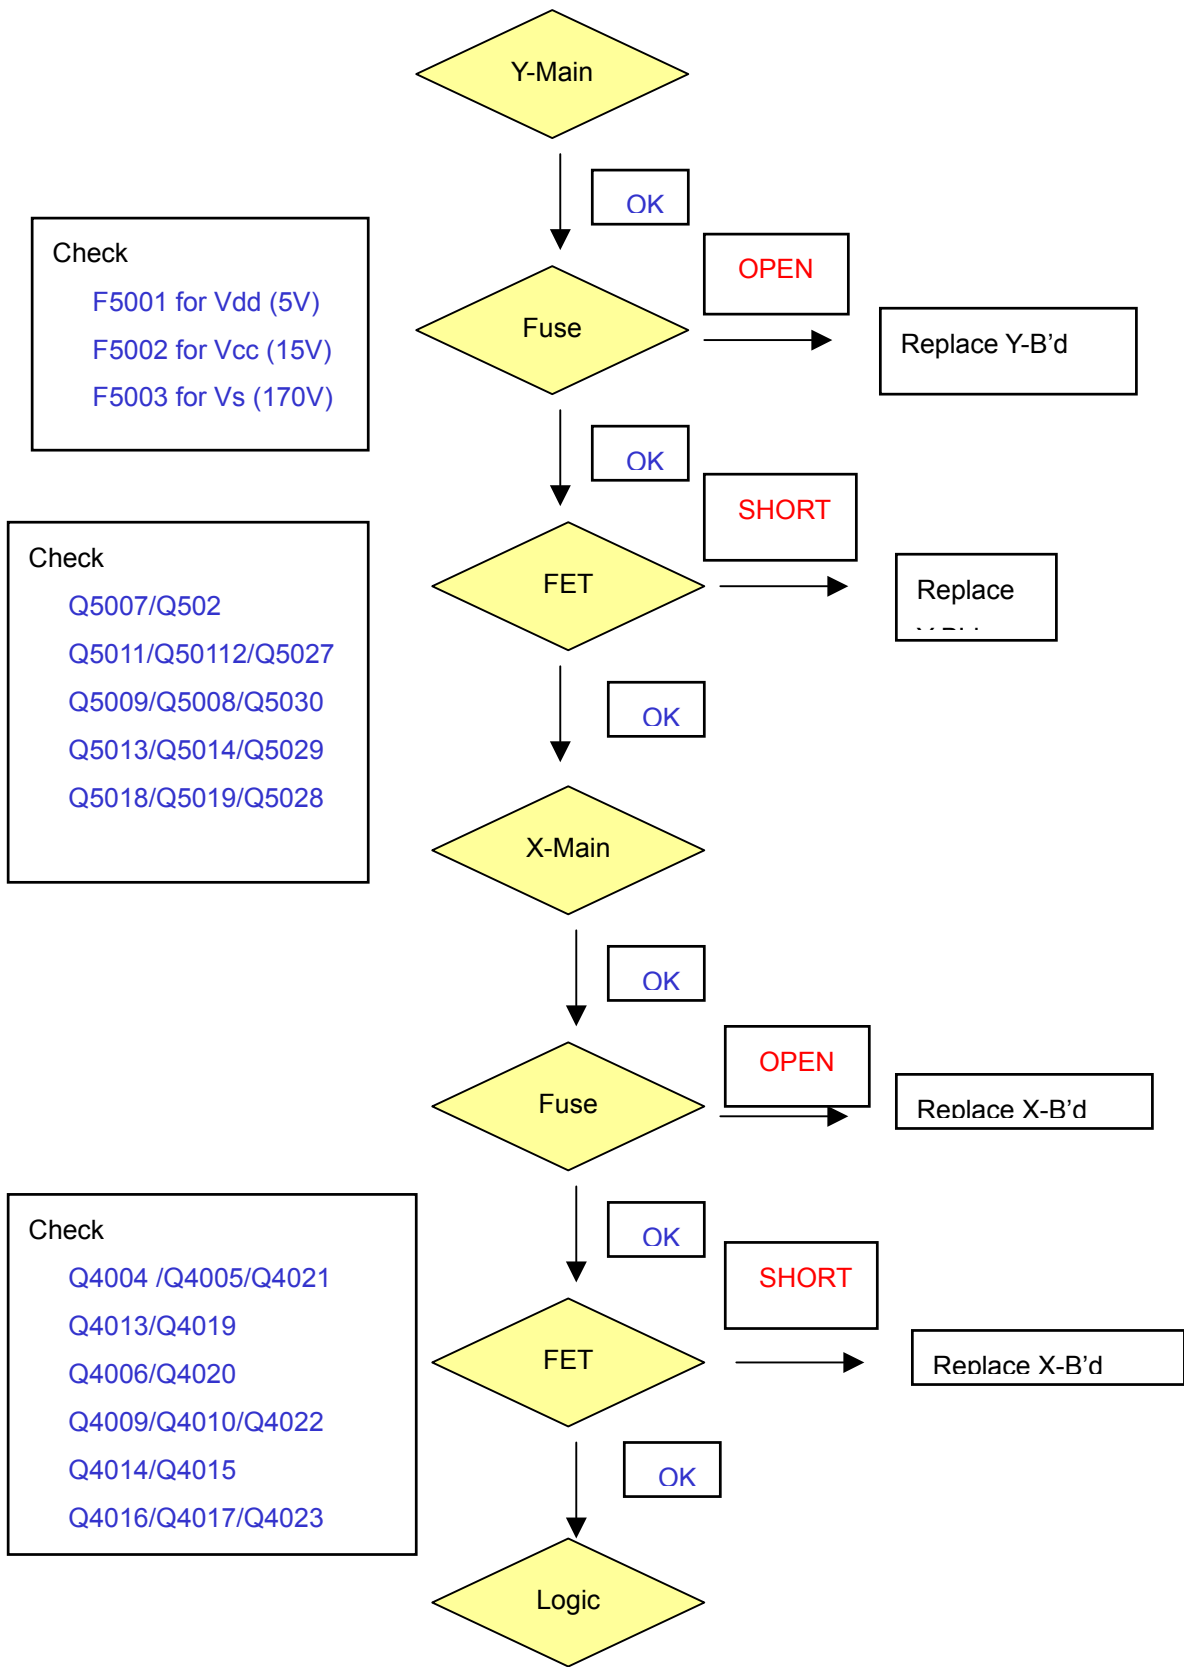 Y-Main
OK
Check
F5001 for Vdd (5V)
F5002 for Vcc (15V)
F5003 for Vs (170V)
OPEN
Fuse
Replace Y-B’d
OK
SHORT
Check
Q5007/Q502
Q5011/Q50112/Q5027
Q5009/Q5008/Q5030
Q5013/Q5014/Q5029
Q5018/Q5019/Q5028
FET
Replace
OK
X-Main
OK
OPEN
Fuse
Replace X-B’d
Check
Q4004 /Q4005/Q4021
Q4013/Q4019
Q4006/Q4020
Q4009/Q4010/Q4022
Q4014/Q4015
Q4016/Q4017/Q4023
OK
SHORT
FET
Replace X-B’d
OK
Logic